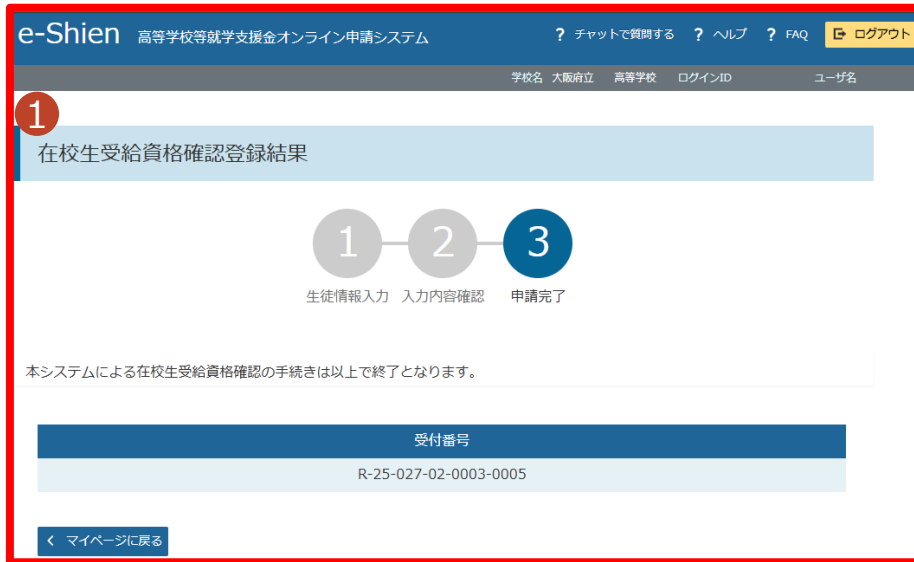 e-Shien 高等学校等就学支援金オンライン申請システム ? チャットで質問する ? ヘルプ ? FAQ ログアウト
学校名 大阪府立 高等学校 ログインID ユーザ名
1
在校生受給資格確認登録結果
1 2 3
生徒情報入力 入力内容確認 申請完了
本システムによる在校生受給資格確認の手続きは以上で終了となります。
受付番号
R-25-027-02-0003-0005
マイページに戻る